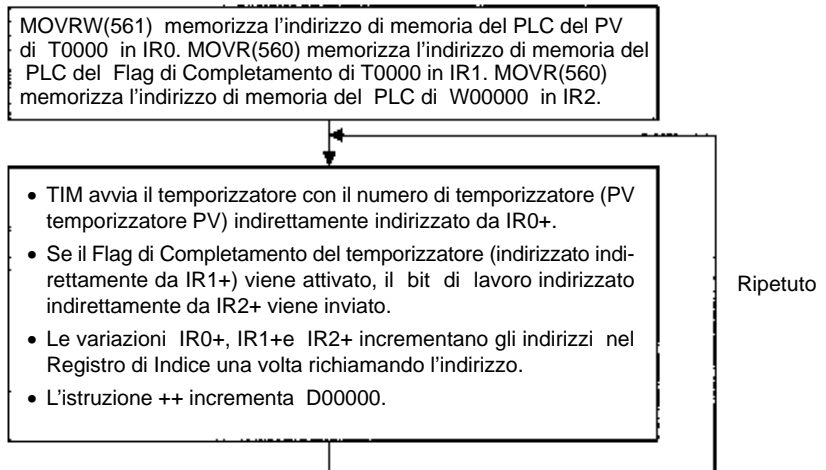 MOVRW(561) memorizza l'indirizzo di memoria del PLC del PV
di T0000 in IR0. MOVR(560) memorizza l'indirizzo di memoria del
PLC del Flag di Completamento di T0000 in IR1. MOVR(560)
memorizza l'indirizzo di memoria del PLC di W00000 in IR2.
• TIM avvia il temporizzatore con il numero di temporizzatore (PV
temporizzatore PV) indirettamente indirizzato da IR0+.
• Se il Flag di Completamento del temporizzatore (indirizzato indi-
rettamente da IR1+) viene attivato, il bit di lavoro indirizzato
indirettamente da IR2+ viene inviato.
Ripetuto
• Le variazioni IR0+, IR1+e IR2+ incrementano gli indirizzi nel
Registro di Indice una volta richiamando l'indirizzo.
• L'istruzione ++ incrementa D00000.